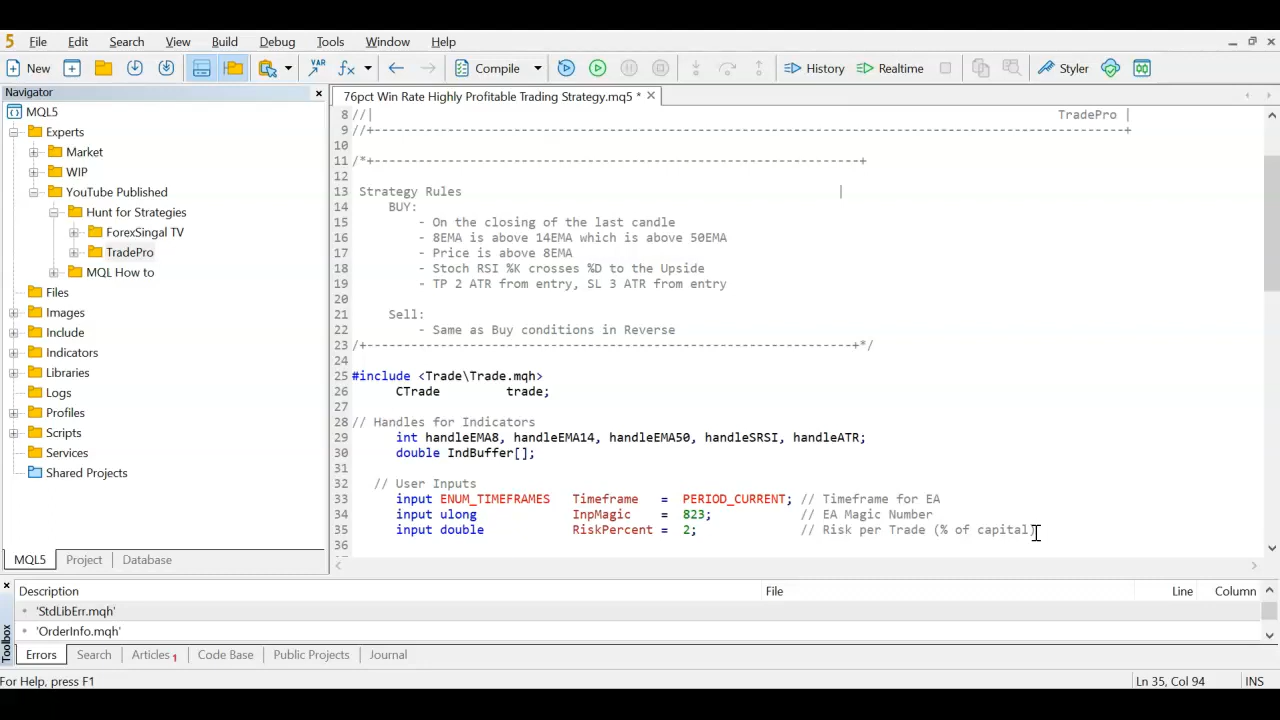 5 File Edit Search View Build Debug Tools Window Help
New VAR fx Compile History Realtime Styler
Navigator
MQL5
Experts
Market
WIP
YouTube Published
Hunt for Strategies
ForexSingal TV
TradePro
MQL How to
Files
Images
Include
Indicators
Libraries
Logs
Profiles
Scripts
Services
Shared Projects
MQL5 Project Database
76pct Win Rate Highly Profitable Trading Strategy.mq5 *
8 //| TradePro |
9 //+------------------------------------------------------------------------------------------------------+
10
11 /*+------------------------------------------------------------------+
12
13 Strategy Rules
14 BUY:
15 - On the closing of the last candle
16 - 8EMA is above 14EMA which is above 50EMA
17 - Price is above 8EMA
18 - Stoch RSI %K crosses %D to the Upside
19 - TP 2 ATR from entry, SL 3 ATR from entry
20
21 Sell:
22 - Same as Buy conditions in Reverse
23 /+------------------------------------------------------------------+*/
24
25 #include <Trade\Trade.mqh>
26 CTrade trade;
27
28 // Handles for Indicators
29 int handleEMA8, handleEMA14, handleEMA50, handleSRSI, handleATR;
30 double IndBuffer[];
31
32 // User Inputs
33 input ENUM_TIMEFRAMES Timeframe = PERIOD_CURRENT; // Timeframe for EA
34 input ulong InpMagic = 823; // EA Magic Number
35 input double RiskPercent = 2; // Risk per Trade (% of capital)
36
Description File Line Column
'StdLibErr.mqh'
'OrderInfo.mqh'
Toolbox
Errors Search Articles 1 Code Base Public Projects Journal
For Help, press F1 Ln 35, Col 94 INS